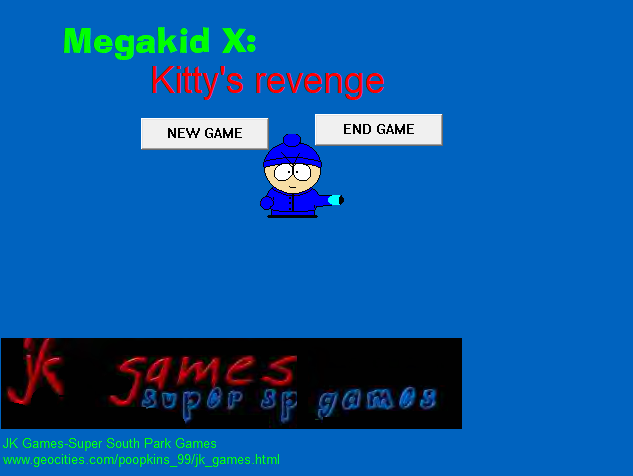 Megakid X:
Kitty's revenge
NEW GAME
END GAME
jk games
super sp games
JK Games-Super South Park Games
www.geocities.com/poopkins_99/jk_games.html